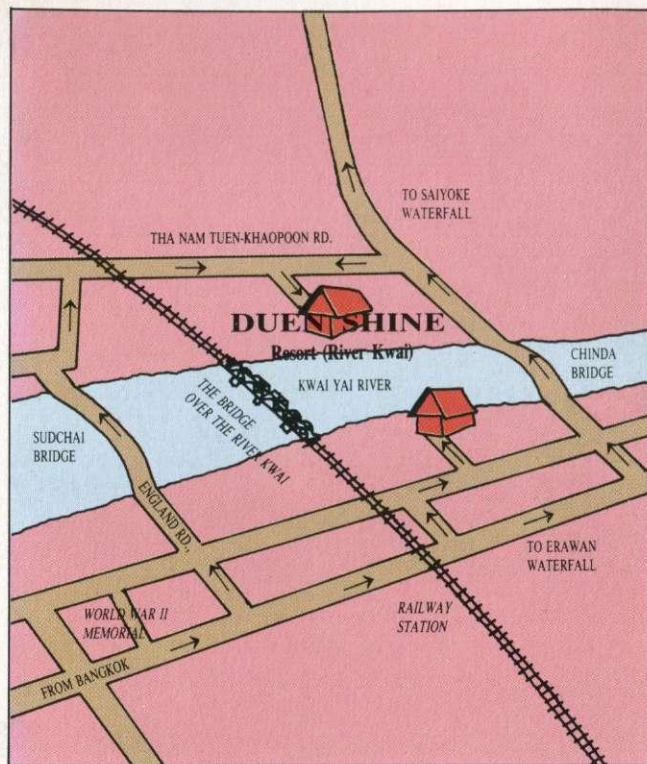 TO SAIYOKE
WATERFALL
THA NAM TUEN-KHAOPOON RD.
DUEN SHINE
Resort (River Kwai)
CHINDA
BRIDGE
KWAI YAI RIVER
THE BRIDGE
OVER THE RIVER KWAI
SUDCHAI
BRIDGE
ENGLAND RD.,
TO ERAWAN
WATERFALL
WORLD WAR II
MEMORIAL
RAILWAY
STATION
FROM BANGKOK